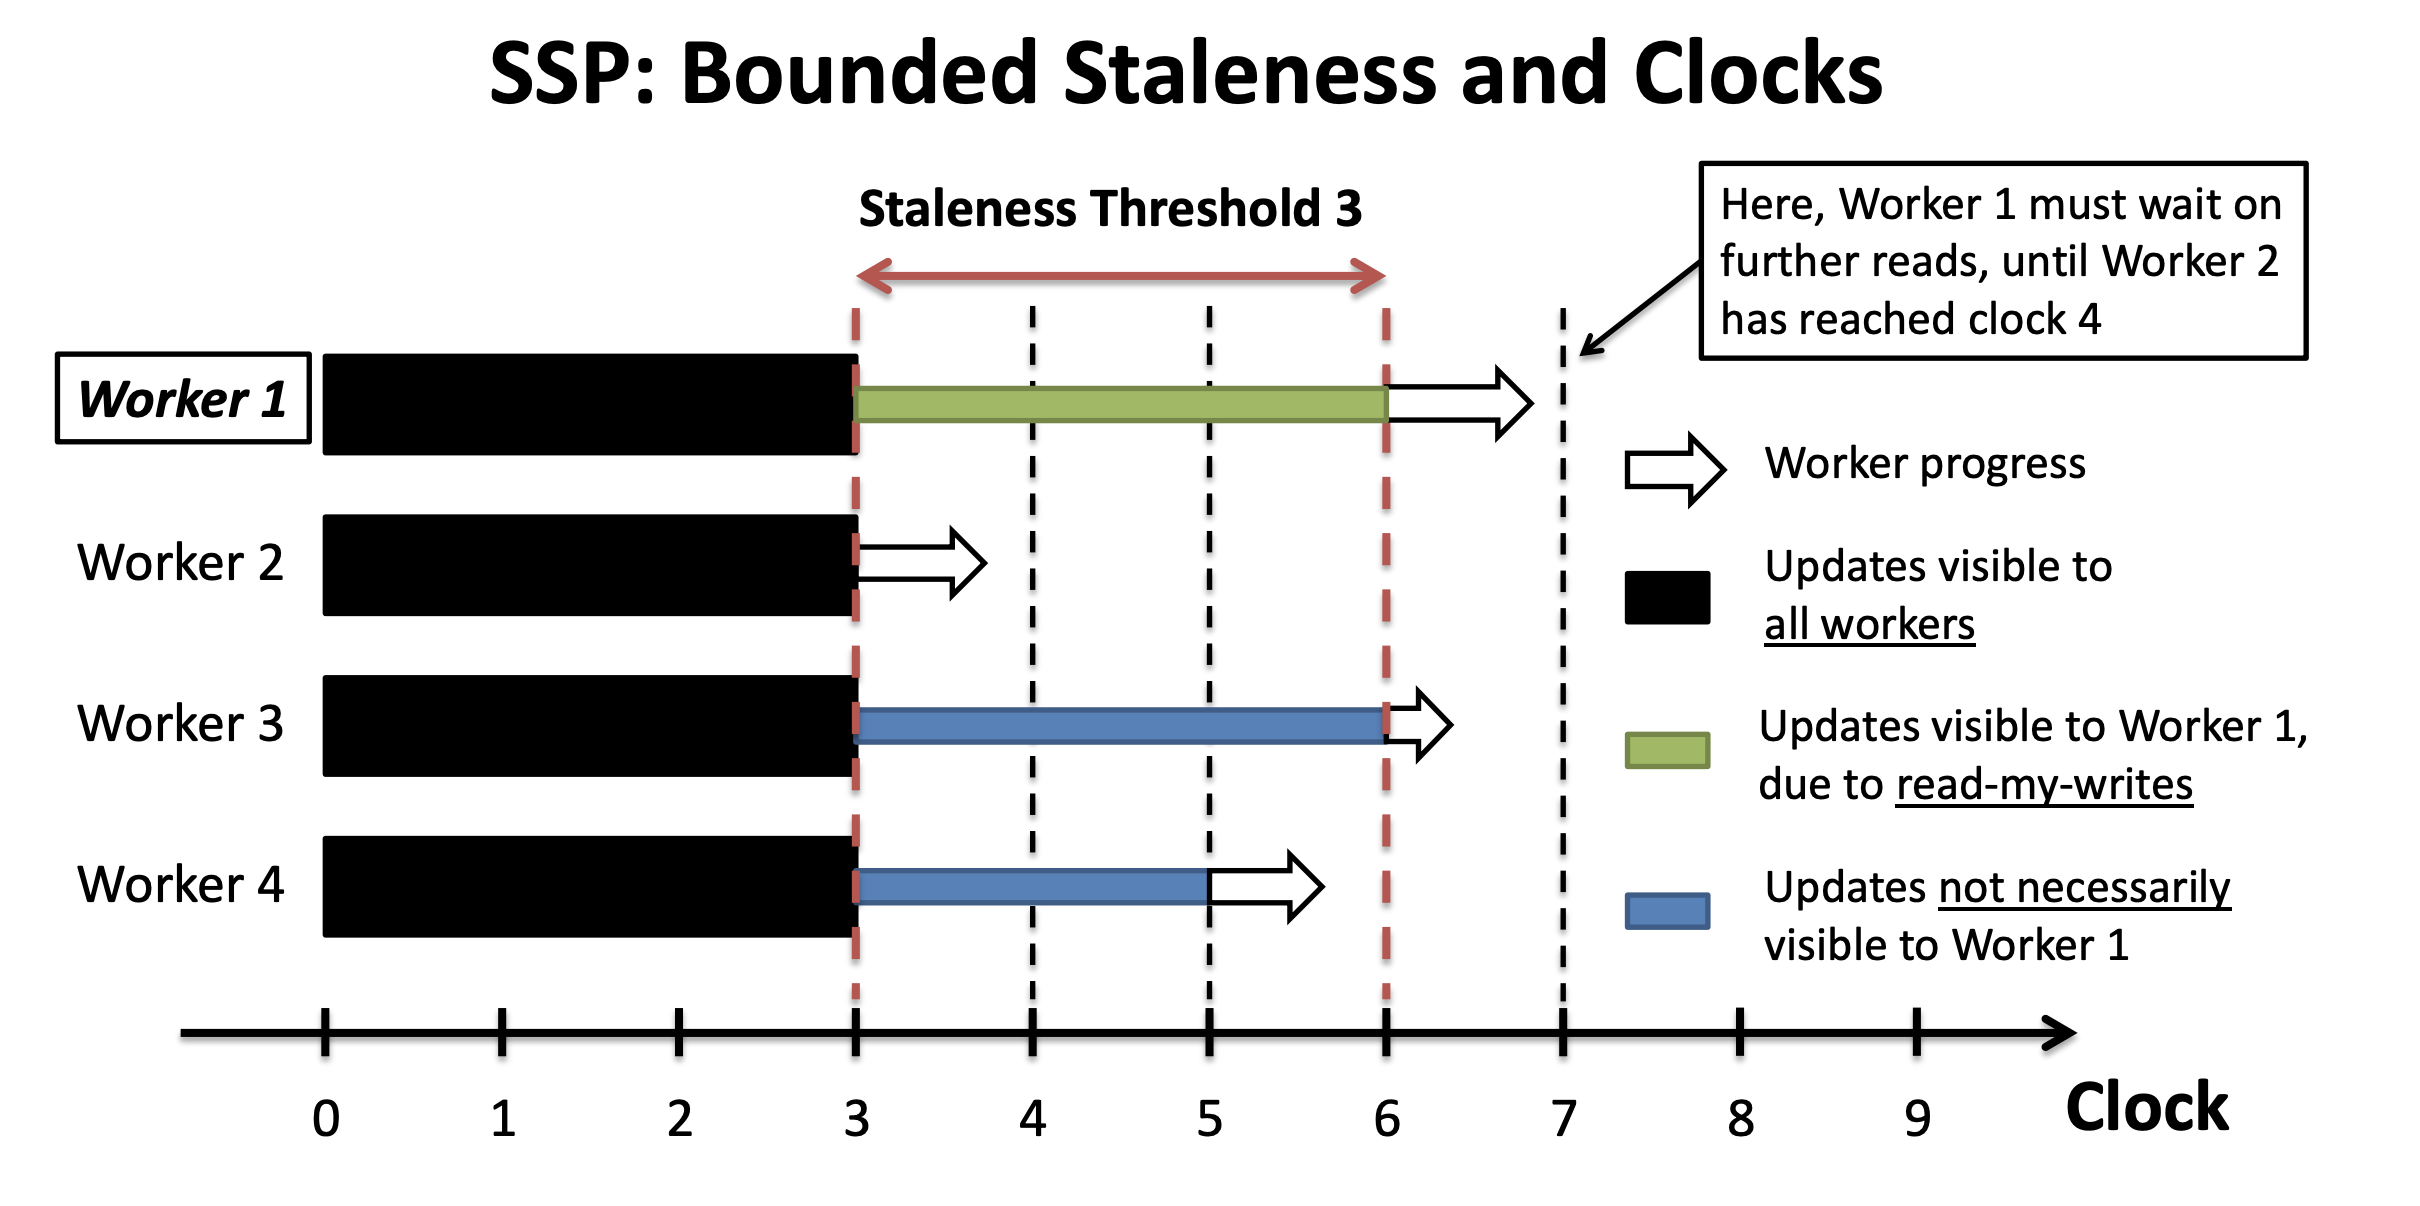 SSP: Bounded Staleness and Clocks
Staleness Threshold 3
Here, Worker 1 must wait on
further reads, until Worker 2
has reached clock 4
Worker 1
Worker 2
Worker 3
Worker 4
Worker progress
Updates visible to
all workers
Updates visible to Worker 1,
due to read-my-writes
Updates not necessarily
visible to Worker 1
0 1 2 3 4 5 6 7 8 9
Clock